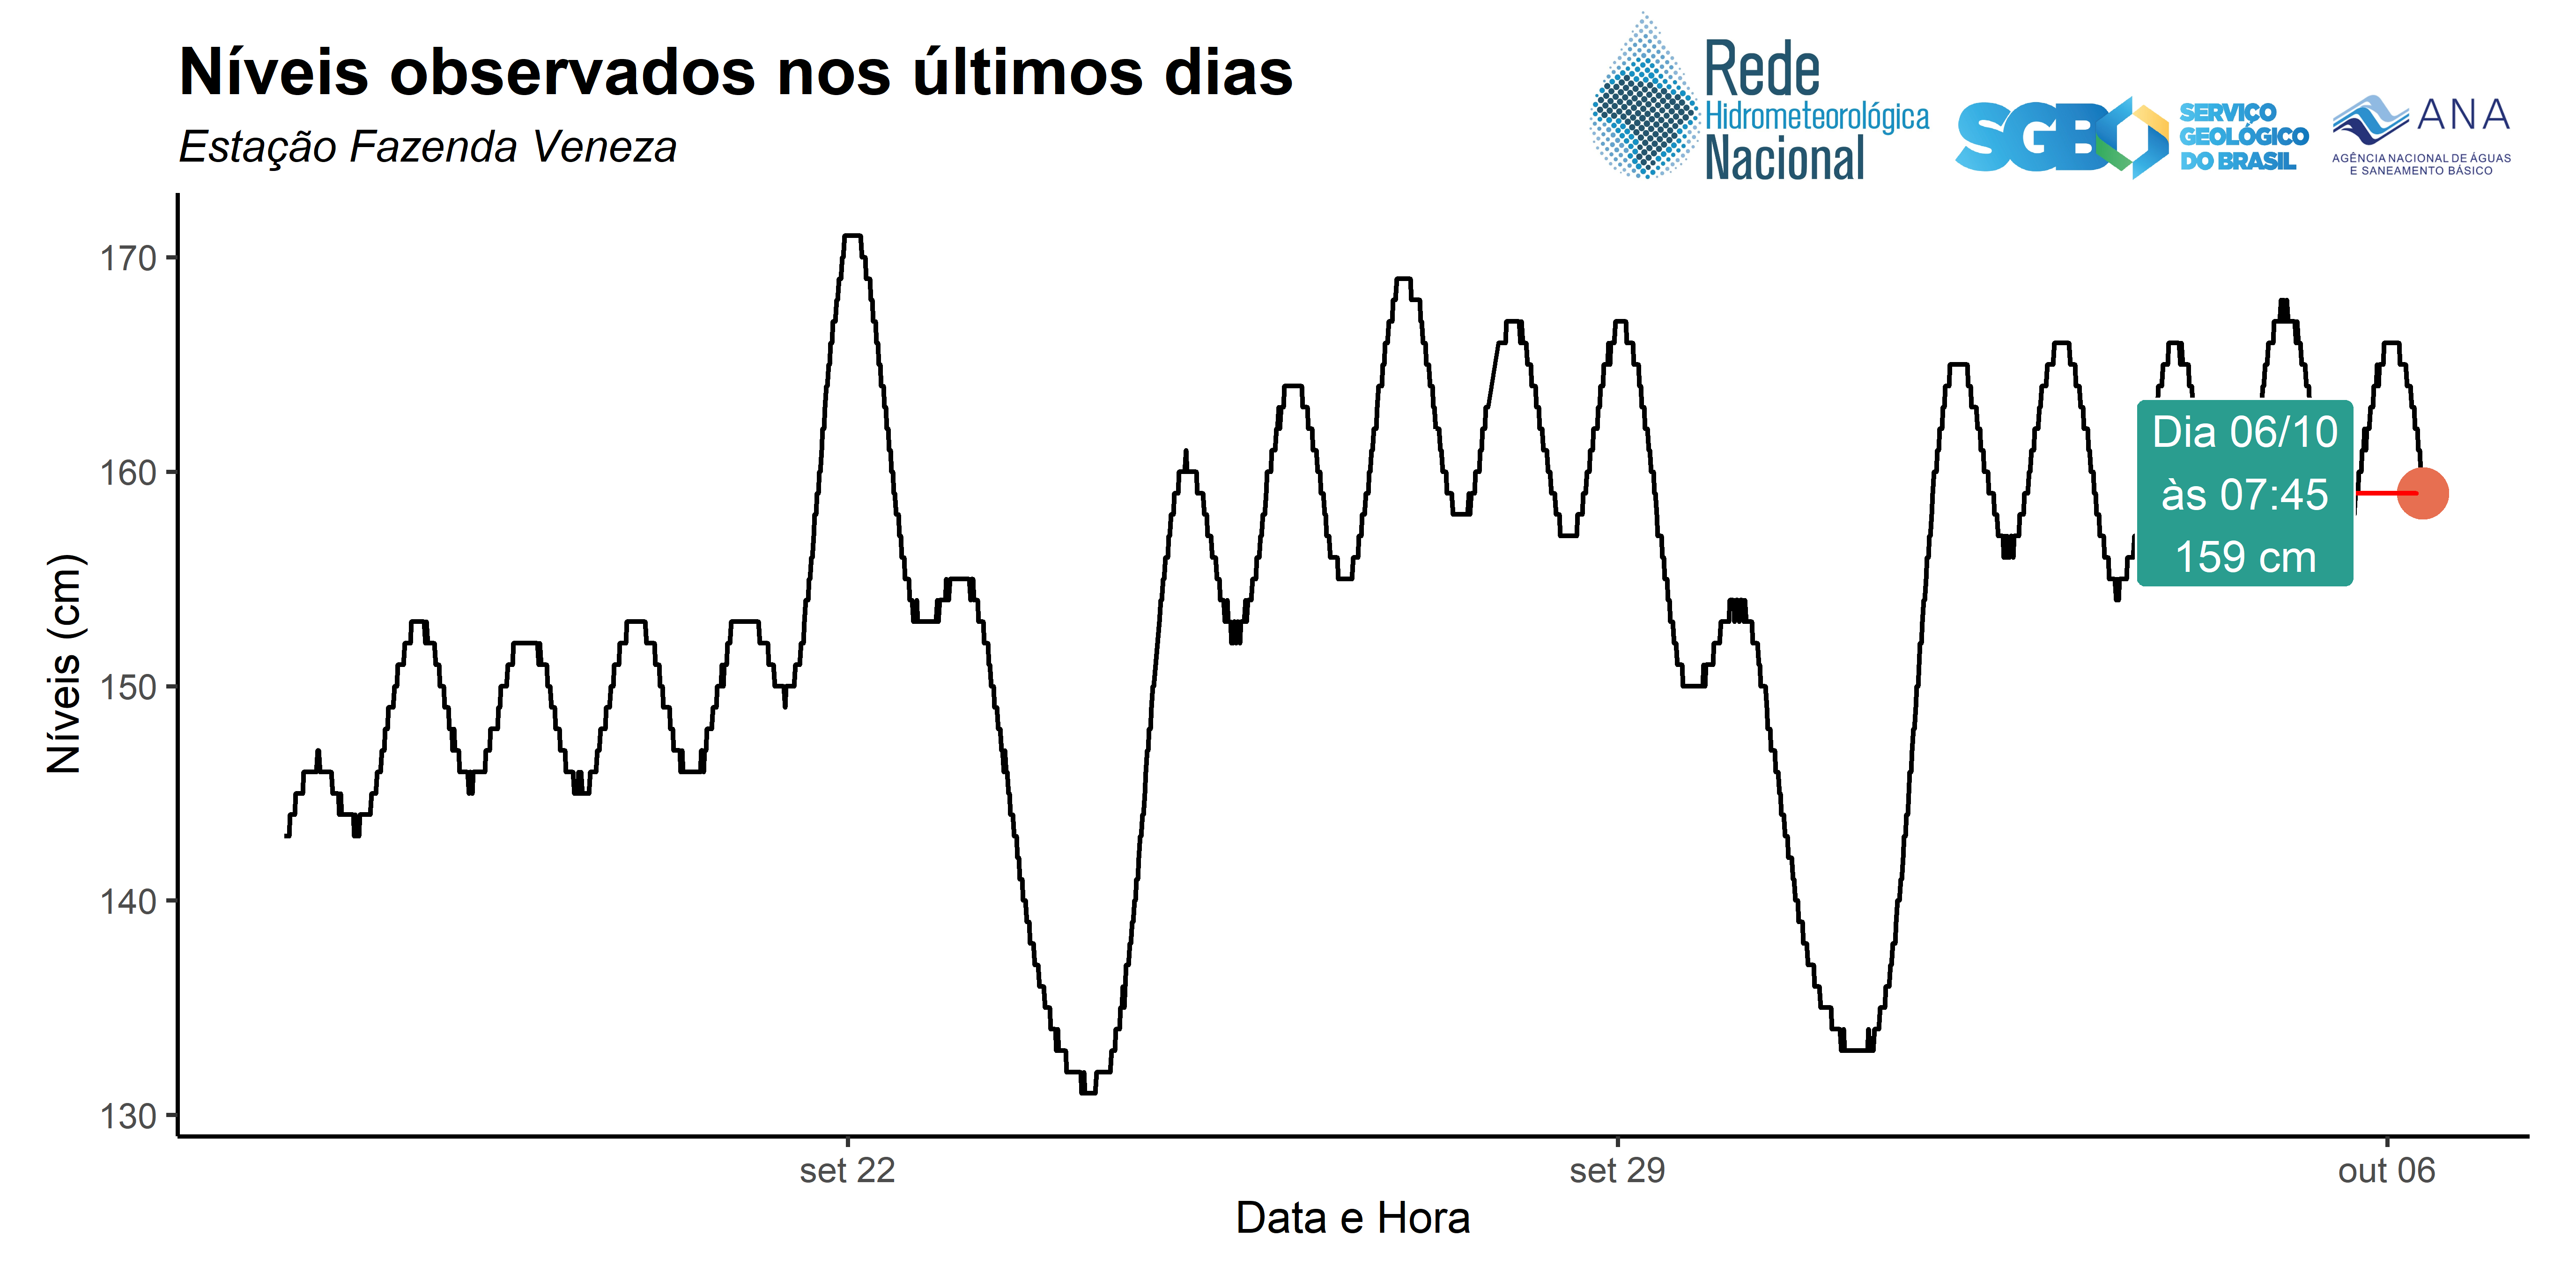 Níveis observados nos últimos dias
Estação Fazenda Veneza
Rede
Hidrometeorológica
Nacional
SGB
SERVIÇO
GEOLÓGICO
DO BRASIL
ANA
AGÊNCIA NACIONAL DE ÁGUAS
E SANEAMENTO BÁSICO
Níveis (cm)
170
160
150
140
130
Dia 06/10
às 07:45
159 cm
set 22
set 29
out 06
Data e Hora